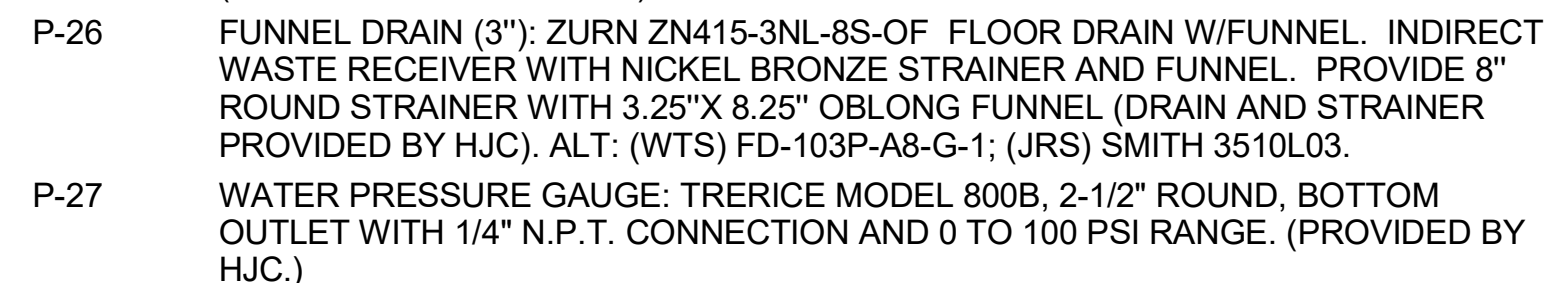 P-26 FUNNEL DRAIN (3"): ZURN ZN415-3NL-8S-OF FLOOR DRAIN W/FUNNEL. INDIRECT
WASTE RECEIVER WITH NICKEL BRONZE STRAINER AND FUNNEL. PROVIDE 8"
ROUND STRAINER WITH 3.25"X 8.25" OBLONG FUNNEL (DRAIN AND STRAINER
PROVIDED BY HJC). ALT: (WTS) FD-103P-A8-G-1; (JRS) SMITH 3510L03.
P-27 WATER PRESSURE GAUGE: TRERICE MODEL 800B, 2-1/2" ROUND, BOTTOM
OUTLET WITH 1/4" N.P.T. CONNECTION AND 0 TO 100 PSI RANGE. (PROVIDED BY
HJC.)